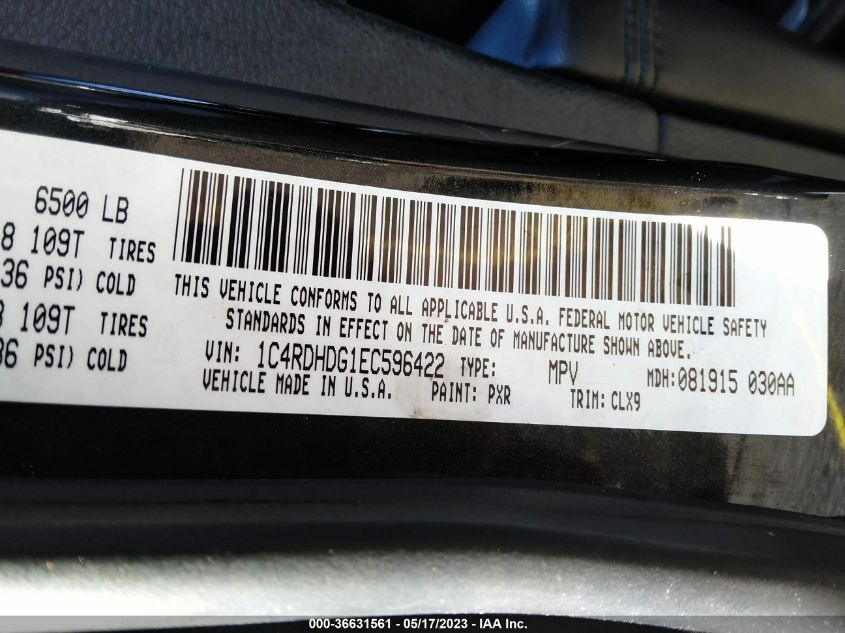 6500 LB
8 109T TIRES
36 PSI) COLD
8 109T TIRES
36 PSI) COLD
THIS VEHICLE CONFORMS TO ALL APPLICABLE U.S.A. FEDERAL MOTOR VEHICLE SAFETY
STANDARDS IN EFFECT ON THE DATE OF MANUFACTURE SHOWN ABOVE.
VIN: 1C4RDHDG1EC596422 TYPE: MPV MDH:081915 030AA
VEHICLE MADE IN U.S.A. PAINT: PXR TRIM: CLX9
000-36631561 - 05/17/2023 - IAA Inc.